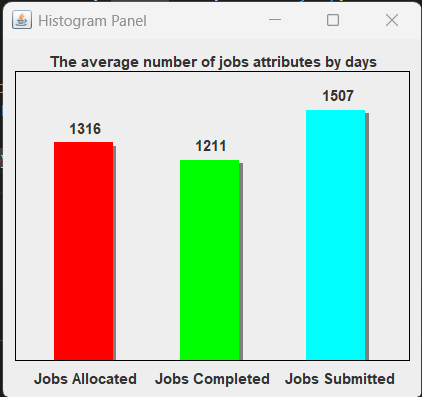 Histogram Panel
The average number of jobs attributes by days
1507
1316
1211
Jobs Allocated Jobs Completed Jobs Submitted